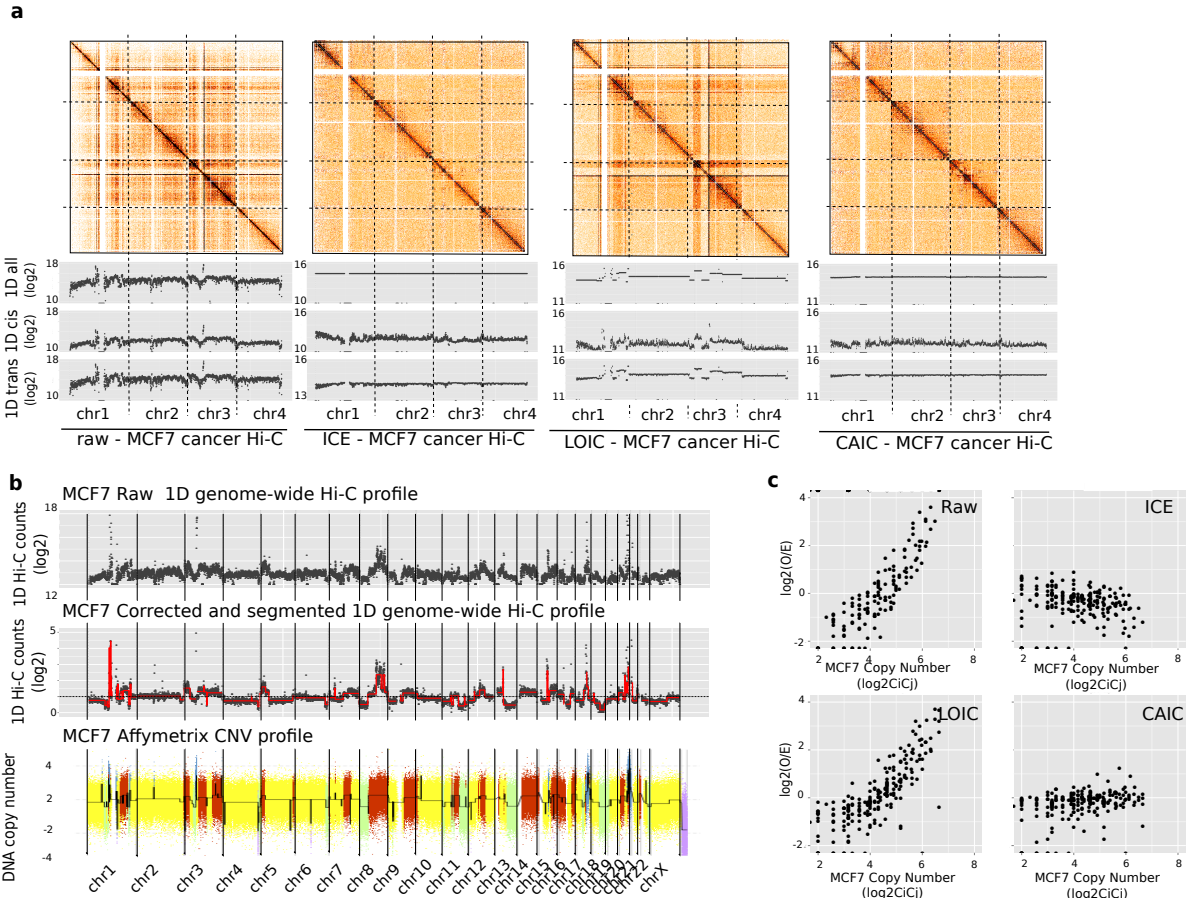 a
1D all
(log2)
18
10
16
11
16
11
1D cis
(log2)
18
10
16
10
16
11
16
11
1D trans
(log2)
18
10
16
13
16
11
16
11
chr1 chr2 chr3 chr4
chr1 chr2 chr3 chr4
chr1 chr2 chr3 chr4
chr1 chr2 chr3 chr4
raw - MCF7 cancer Hi-C
ICE - MCF7 cancer Hi-C
LOIC - MCF7 cancer Hi-C
CAIC - MCF7 cancer Hi-C
b
MCF7 Raw 1D genome-wide Hi-C profile
1D Hi-C counts
(log2)
18
12
MCF7 Corrected and segmented 1D genome-wide Hi-C profile
1D Hi-C counts
(log2)
5
0
MCF7 Affymetrix CNV profile
DNA copy number
4
2
-2
-4
chr1 chr2 chr3 chr4 chr5 chr6 chr7 chr8 chr9 chr10 chr11 chr12 chr13 chr14 chr15 chr16 chr17 chr18 chr19 chr20 chr21 chr22 chrX
c
Raw
log2(O/E)
4
2
0
-2
2 4 6 8
MCF7 Copy Number
(log2CiCj)
ICE
2 4 6 8
MCF7 Copy Number
(log2CiCj)
LOIC
log2(O/E)
4
2
0
-2
2 4 6 8
MCF7 Copy Number
(log2CiCj)
CAIC
2 4 6 8
MCF7 Copy Number
(log2CiCj)